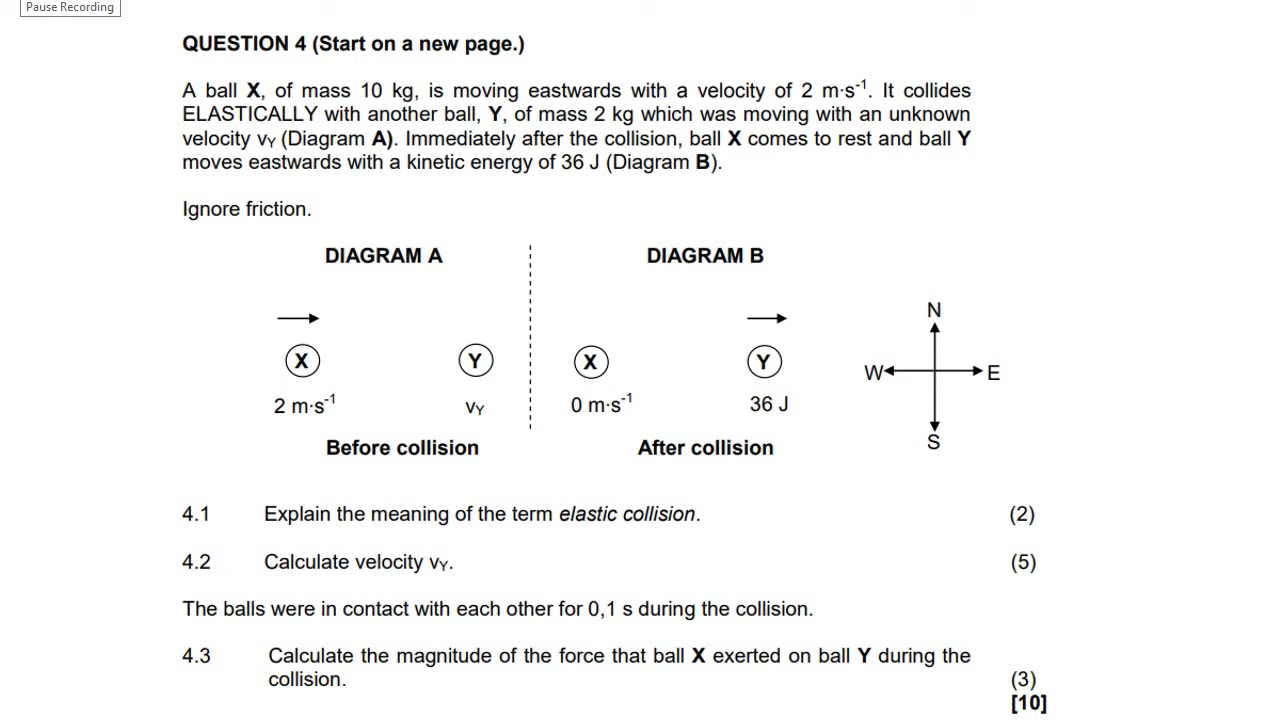 Pause Recording
QUESTION 4 (Start on a new page.)
A ball X, of mass 10 kg, is moving eastwards with a velocity of 2 m·s⁻¹. It collides
ELASTICALLY with another ball, Y, of mass 2 kg which was moving with an unknown
velocity vY (Diagram A). Immediately after the collision, ball X comes to rest and ball Y
moves eastwards with a kinetic energy of 36 J (Diagram B).
Ignore friction.
DIAGRAM A
X Y
2 m·s⁻¹ vY
Before collision
DIAGRAM B
X Y
0 m·s⁻¹ 36 J
After collision
N
W E
S
4.1 Explain the meaning of the term elastic collision. (2)
4.2 Calculate velocity vY. (5)
The balls were in contact with each other for 0,1 s during the collision.
4.3 Calculate the magnitude of the force that ball X exerted on ball Y during the
collision. (3)
[10]